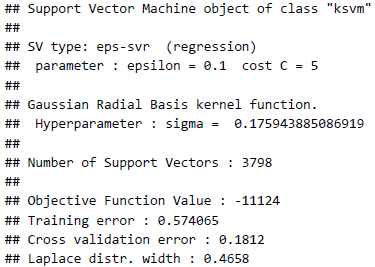 ## Support Vector Machine object of class "ksvm"
##
## SV type: eps-svr  (regression)
##  parameter : epsilon = 0.1  cost C = 5
##
## Gaussian Radial Basis kernel function.
##  Hyperparameter : sigma =  0.175943885086919
##
## Number of Support Vectors : 3798
##
## Objective Function Value : -11124
## Training error : 0.574065
## Cross validation error : 0.1812
## Laplace distr. width : 0.4658